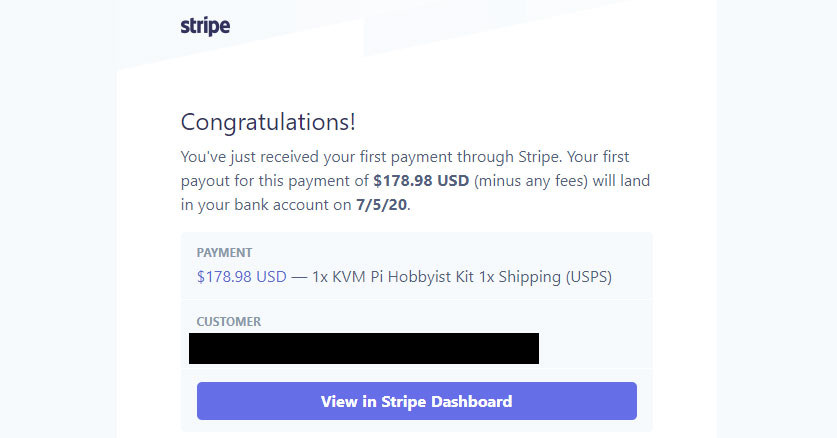 stripe
Congratulations!
You've just received your first payment through Stripe. Your first
payout for this payment of $178.98 USD (minus any fees) will land
in your bank account on 7/5/20.
PAYMENT
$178.98 USD — 1x KVM Pi Hobbyist Kit 1x Shipping (USPS)
CUSTOMER
View in Stripe Dashboard